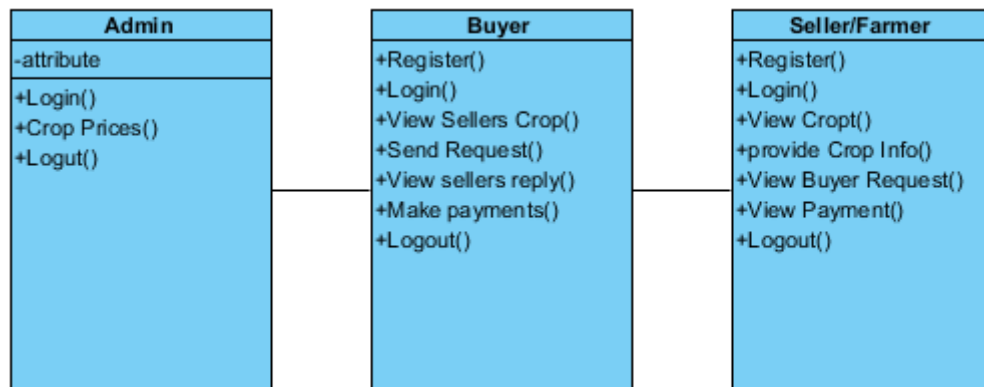 Admin
-attribute
+Login()
+Crop Prices()
+Logut()
Buyer
+Register()
+Login()
+View Sellers Crop()
+Send Request()
+View sellers reply()
+Make payments()
+Logout()
Seller/Farmer
+Register()
+Login()
+View Cropt()
+provide Crop Info()
+View Buyer Request()
+View Payment()
+Logout()